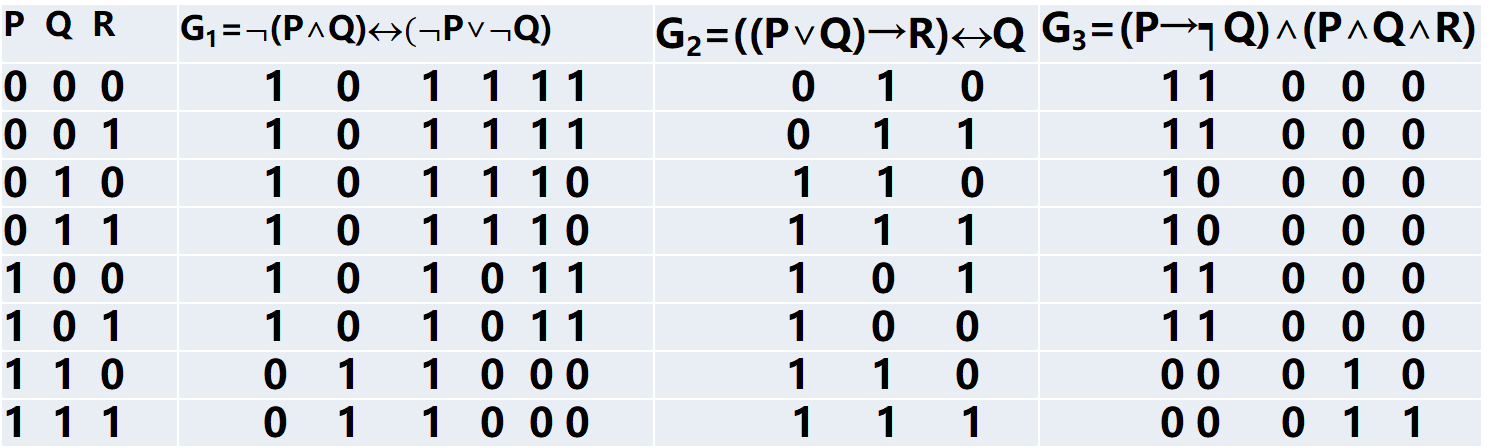 P Q R G₁=¬(P∧Q)↔(¬P∨¬Q) G₂=((P∨Q)→R)↔Q G₃=(P→┓Q)∧(P∧Q∧R)
0 0 0 1 0 1 1 1 1 0 1 0 1 1 0 0 0
0 0 1 1 0 1 1 1 1 0 1 1 1 1 0 0 0
0 1 0 1 0 1 1 1 0 1 1 0 1 0 0 0 0
0 1 1 1 0 1 1 1 0 1 1 1 1 0 0 0 0
1 0 0 1 0 1 0 1 1 1 0 1 1 1 0 0 0
1 0 1 1 0 1 0 1 1 1 0 0 1 1 0 0 0
1 1 0 0 1 1 0 0 0 1 1 0 0 0 0 1 0
1 1 1 0 1 1 0 0 0 1 1 1 0 0 0 1 1